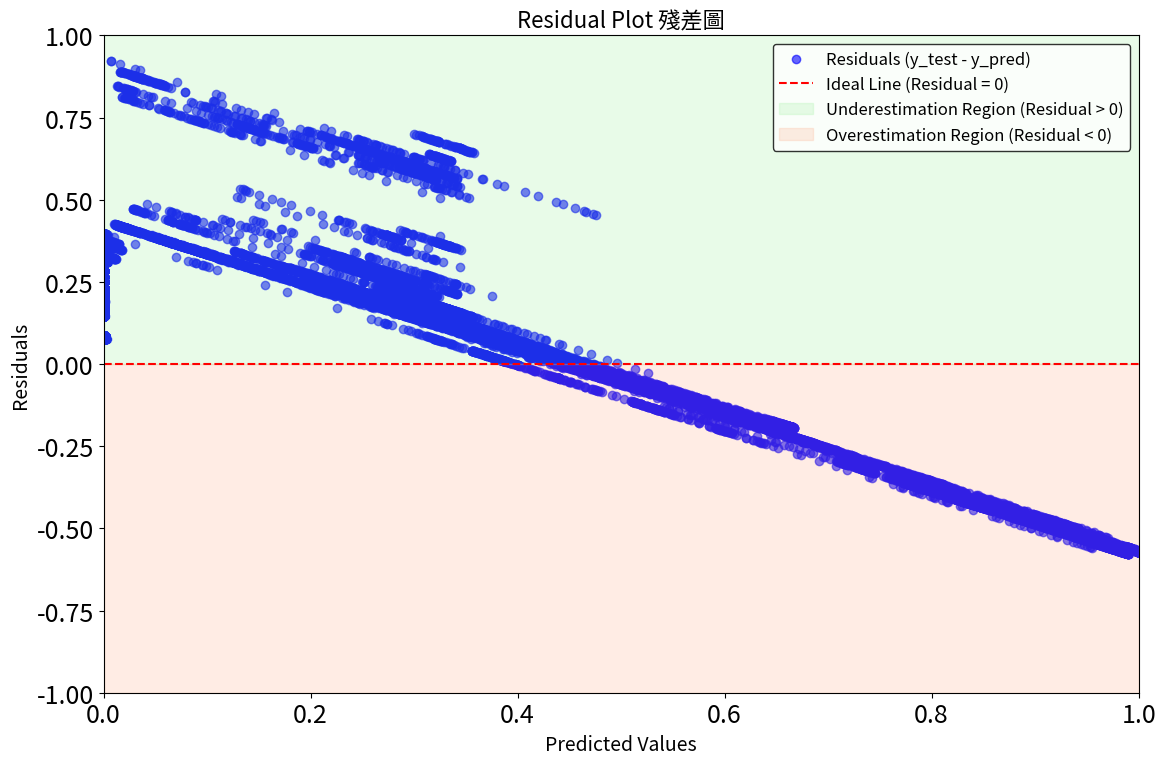 Residual Plot 殘差圖
Residuals (y_test - y_pred)
Ideal Line (Residual = 0)
Underestimation Region (Residual > 0)
Overestimation Region (Residual < 0)
Residuals
1.00
0.75
0.50
0.25
0.00
-0.25
-0.50
-0.75
-1.00
0.0 0.2 0.4 0.6 0.8 1.0
Predicted Values